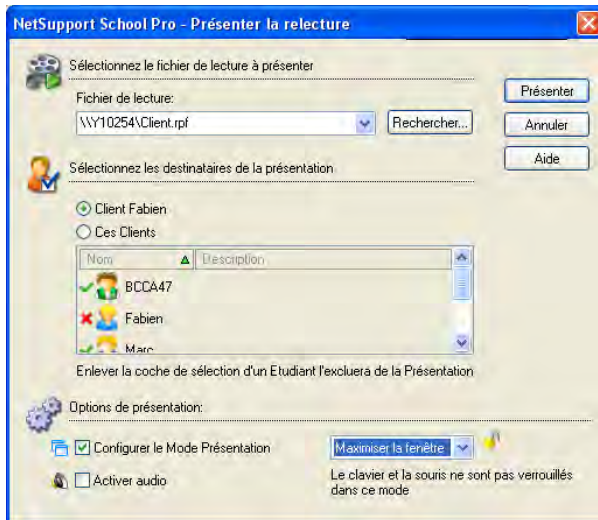 NetSupport School Pro - Présenter la relecture
Sélectionnez le fichier de lecture à présenter
Fichier de lecture:
\\Y10254\Client.rpf
Rechercher...
Présenter
Annuler
Aide
Sélectionnez les destinataires de la présentation
Client Fabien
Ces Clients
Nom Description
BCCA47
Fabien
Marc
Enlever la coche de sélection d'un Etudiant l'excluera de la Présentation
Options de présentation:
Configurer le Mode Présentation
Maximiser la fenêtre
Activer audio
Le clavier et la souris ne sont pas verrouillés
dans ce mode